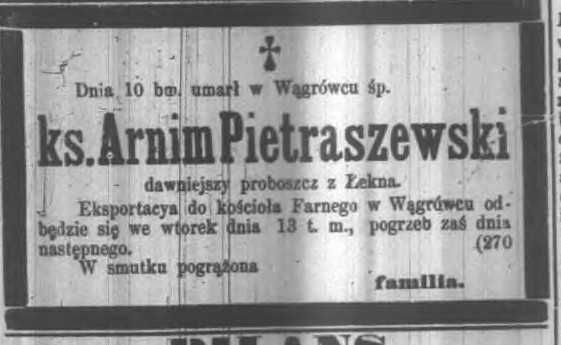 Dnia 10 bm. umarł w Wągrówcu śp.
ks. Arnim Pietraszewski
dawniejszy proboszcz z Łekna.
Eksportacya do kościoła Farnego w Wągrówcu od-
będzie się we wtorek dnia 13 t. m., pogrzeb zaś dnia
następnego. (270
W smutku pogrążona
familia.
BILANS